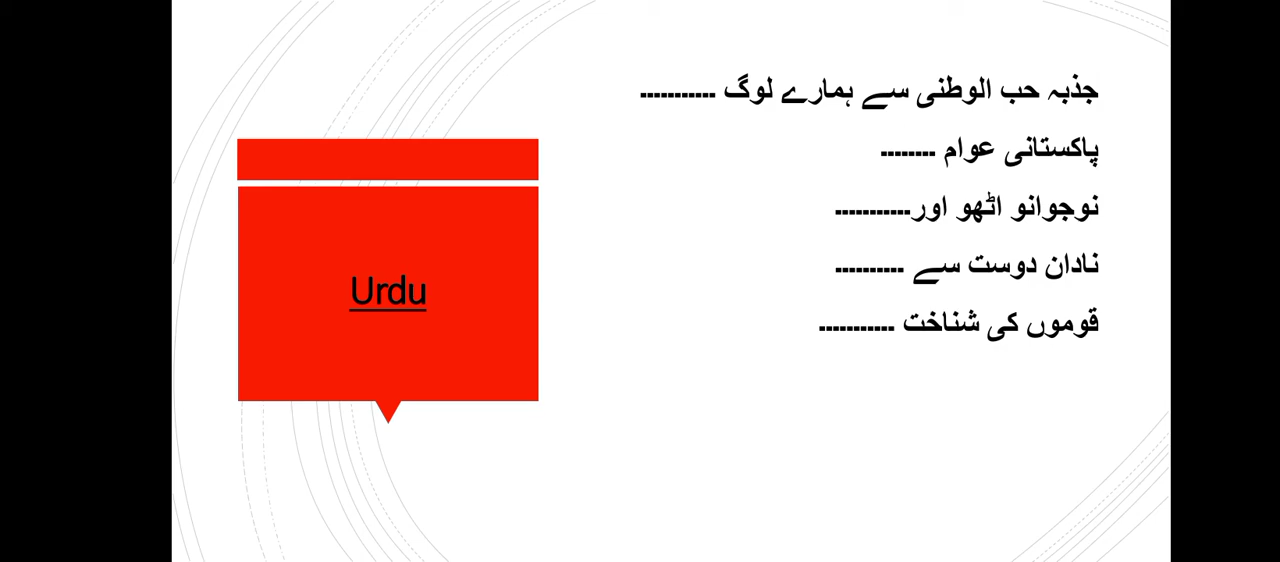 جذبہ حب الوطنی سے ہمارے لوگ ...........
پاکستانی عوام ........
نوجوانو اٹھو اور...........
نادان دوست سے ..........
قوموں کی شناخت ...........
Urdu